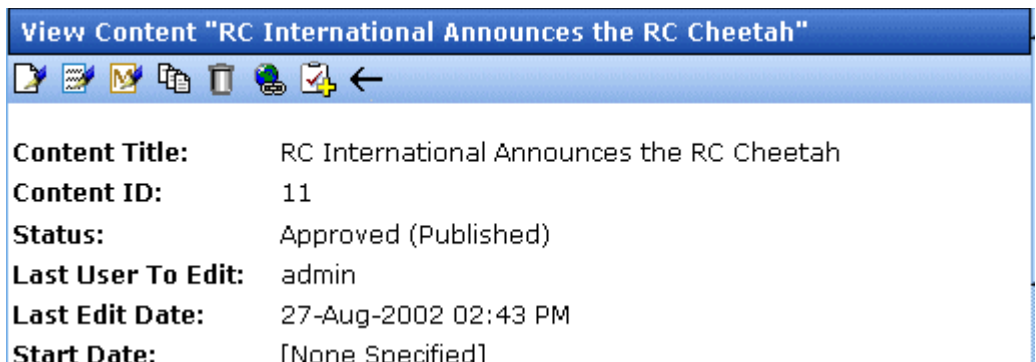 View Content "RC International Announces the RC Cheetah"
Content Title: RC International Announces the RC Cheetah
Content ID: 11
Status: Approved (Published)
Last User To Edit: admin
Last Edit Date: 27-Aug-2002 02:43 PM
Start Date: [None Specified]